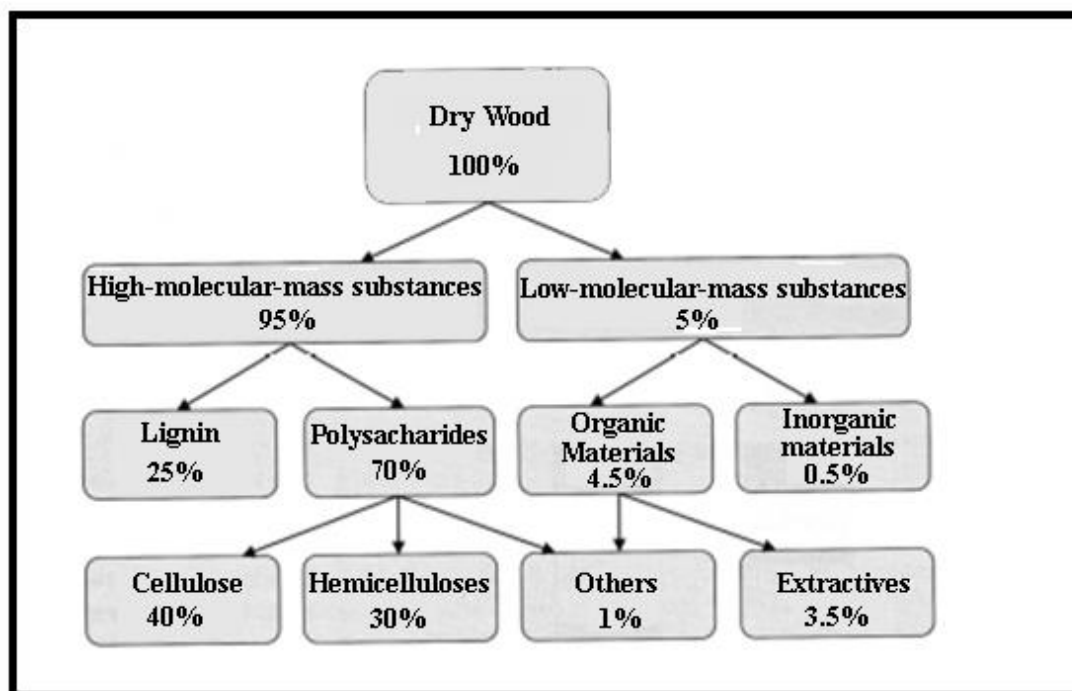 Dry Wood
100%
High-molecular-mass substances
95%
Low-molecular-mass substances
5%
Lignin
25%
Polysacharides
70%
Organic
Materials
4.5%
Inorganic
materials
0.5%
Cellulose
40%
Hemicelluloses
30%
Others
1%
Extractives
3.5%